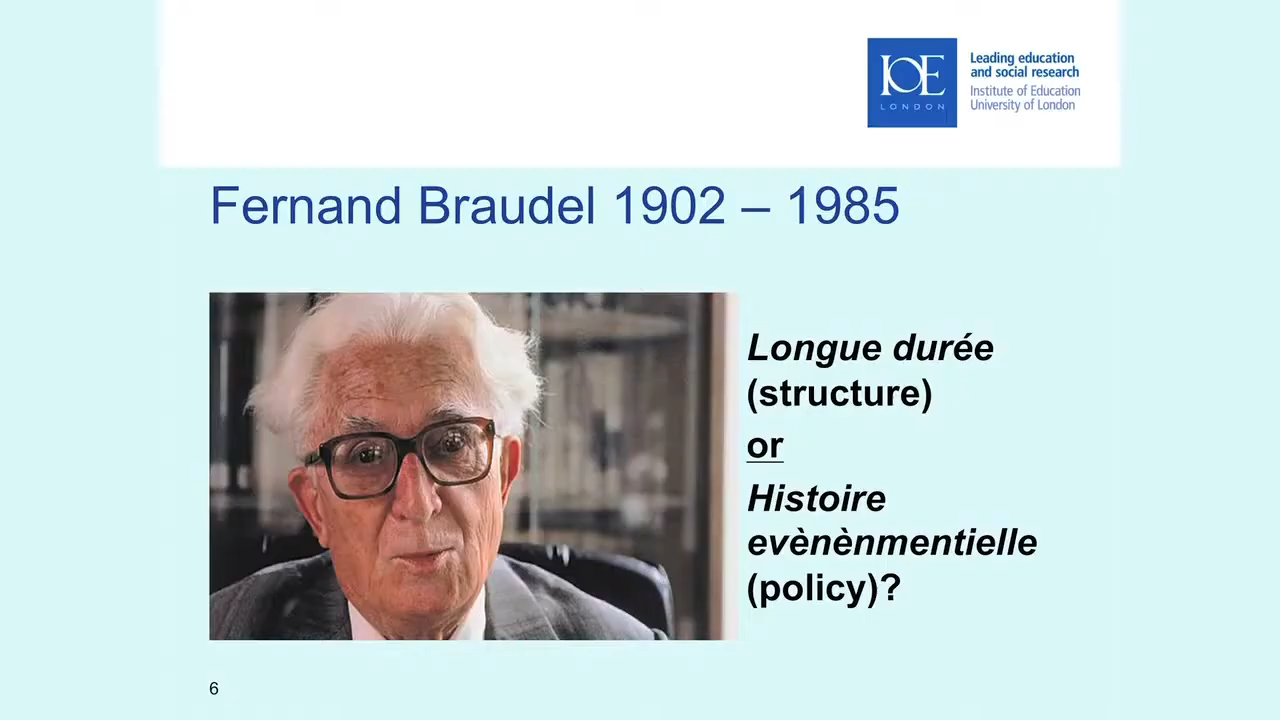 IOE
LONDON
Leading education
and social research
Institute of Education
University of London
Fernand Braudel 1902 – 1985
Longue durée
(structure)
or
Histoire
evènènmentielle
(policy)?
6